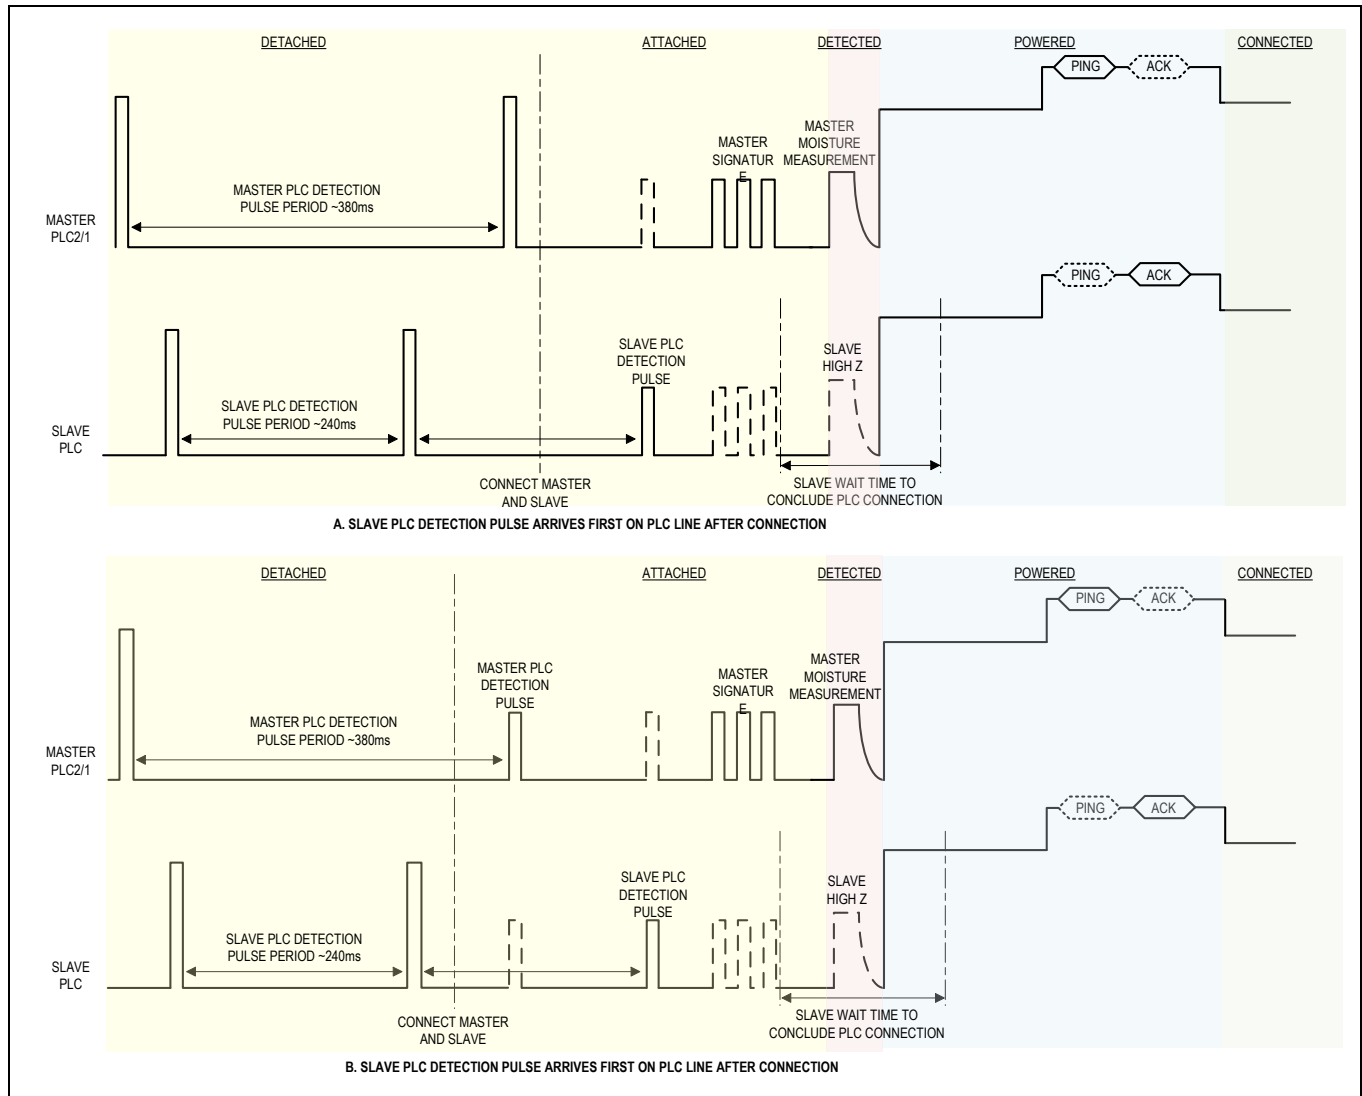 DETACHED
ATTACHED
DETECTED
POWERED
CONNECTED
PING
ACK
MASTER
SIGNATUR
E
MASTER
MOISTURE
MEASUREMENT
MASTER PLC DETECTION
PULSE PERIOD ~380ms
MASTER
PLC2/1
PING
ACK
SLAVE PLC
DETECTION
PULSE
SLAVE
HIGH Z
SLAVE PLC DETECTION
PULSE PERIOD ~240ms
SLAVE
PLC
CONNECT MASTER
AND SLAVE
SLAVE WAIT TIME TO
CONCLUDE PLC CONNECTION
A. SLAVE PLC DETECTION PULSE ARRIVES FIRST ON PLC LINE AFTER CONNECTION
DETACHED
ATTACHED
DETECTED
POWERED
CONNECTED
PING
ACK
MASTER PLC
DETECTION
PULSE
MASTER
SIGNATUR
E
MASTER
MOISTURE
MEASUREMENT
MASTER PLC DETECTION
PULSE PERIOD ~380ms
MASTER
PLC2/1
PING
ACK
SLAVE PLC
DETECTION
PULSE
SLAVE
HIGH Z
SLAVE PLC DETECTION
PULSE PERIOD ~240ms
SLAVE
PLC
CONNECT MASTER
AND SLAVE
SLAVE WAIT TIME TO
CONCLUDE PLC CONNECTION
B. SLAVE PLC DETECTION PULSE ARRIVES FIRST ON PLC LINE AFTER CONNECTION